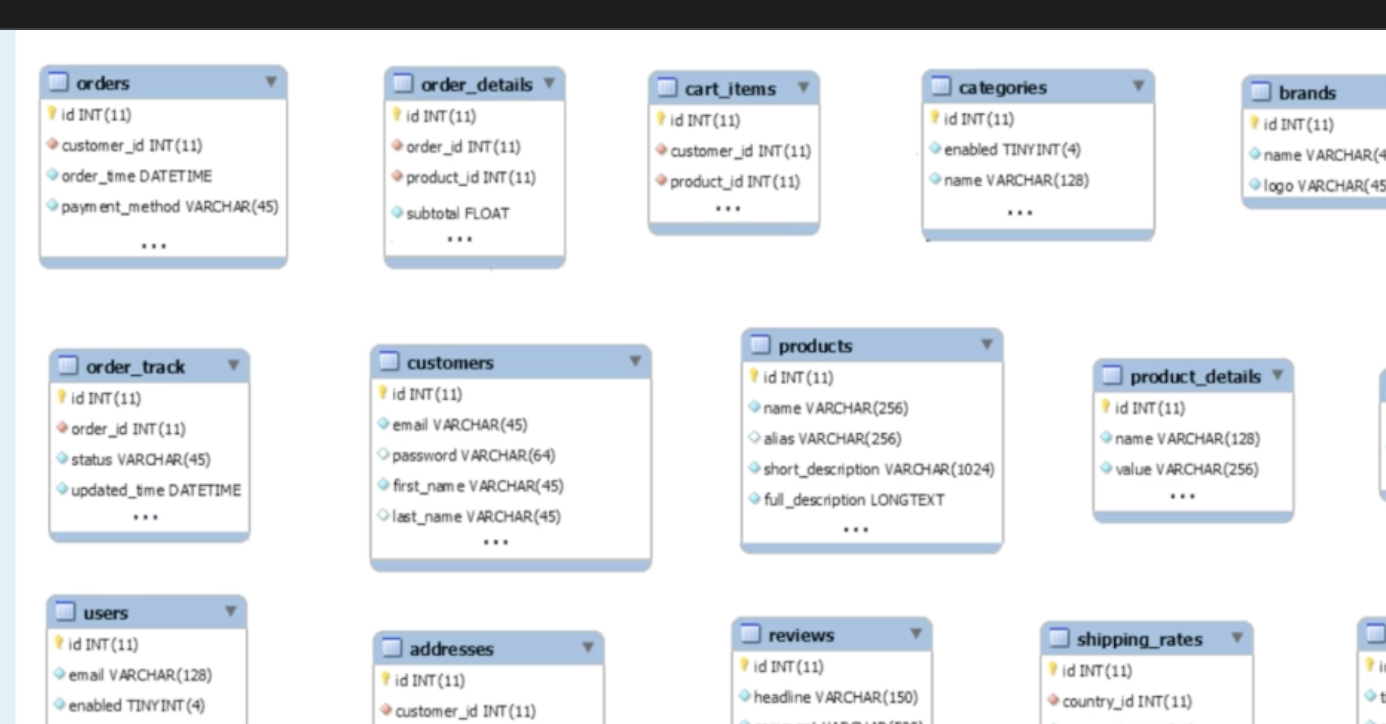 orders
id INT(11)
customer_id INT(11)
order_time DATETIME
payment_method VARCHAR(45)
...
order_details
id INT(11)
order_id INT(11)
product_id INT(11)
subtotal FLOAT
...
cart_items
id INT(11)
customer_id INT(11)
product_id INT(11)
...
categories
id INT(11)
enabled TINYINT(4)
name VARCHAR(128)
...
brands
id INT(11)
name VARCHAR(4
logo VARCHAR(45
order_track
id INT(11)
order_id INT(11)
status VARCHAR(45)
updated_time DATETIME
...
customers
id INT(11)
email VARCHAR(45)
password VARCHAR(64)
first_name VARCHAR(45)
last_name VARCHAR(45)
...
products
id INT(11)
name VARCHAR(256)
alias VARCHAR(256)
short_description VARCHAR(1024)
full_description LONGTEXT
...
product_details
id INT(11)
name VARCHAR(128)
value VARCHAR(256)
...
users
id INT(11)
email VARCHAR(128)
enabled TINYINT(4)
addresses
id INT(11)
customer_id INT(11)
reviews
id INT(11)
headline VARCHAR(150)
shipping_rates
id INT(11)
country_id INT(11)